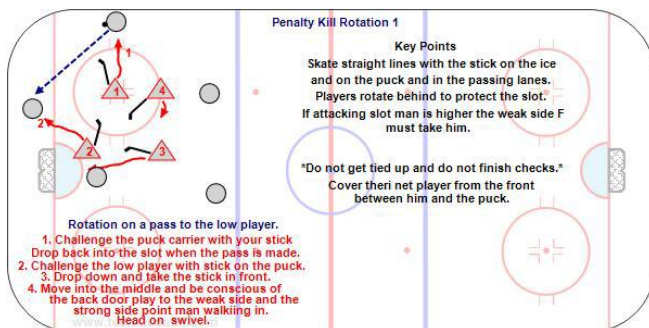 Penalty Kill Rotation 1
Key Points
Skate straight lines with the stick on the ice
and on the puck and in the passing lanes.
Players rotate behind to protect the slot.
If attacking slot man is higher the weak side F
must take him.
*Do not get tied up and do not finish checks.*
Cover theri net player from the front
between him and the puck.
1
1
4
2
2
3
Rotation on a pass to the low player.
1. Challenge the puck carrier with your stick
Drop back into the slot when the pass is made.
2. Challenge the low player with stick on the puck.
3. Drop down and take the stick in front.
4. Move into the middle and be conscious of
the back door play to the weak side and the
strong side point man walkiing in.
Head on swivel.